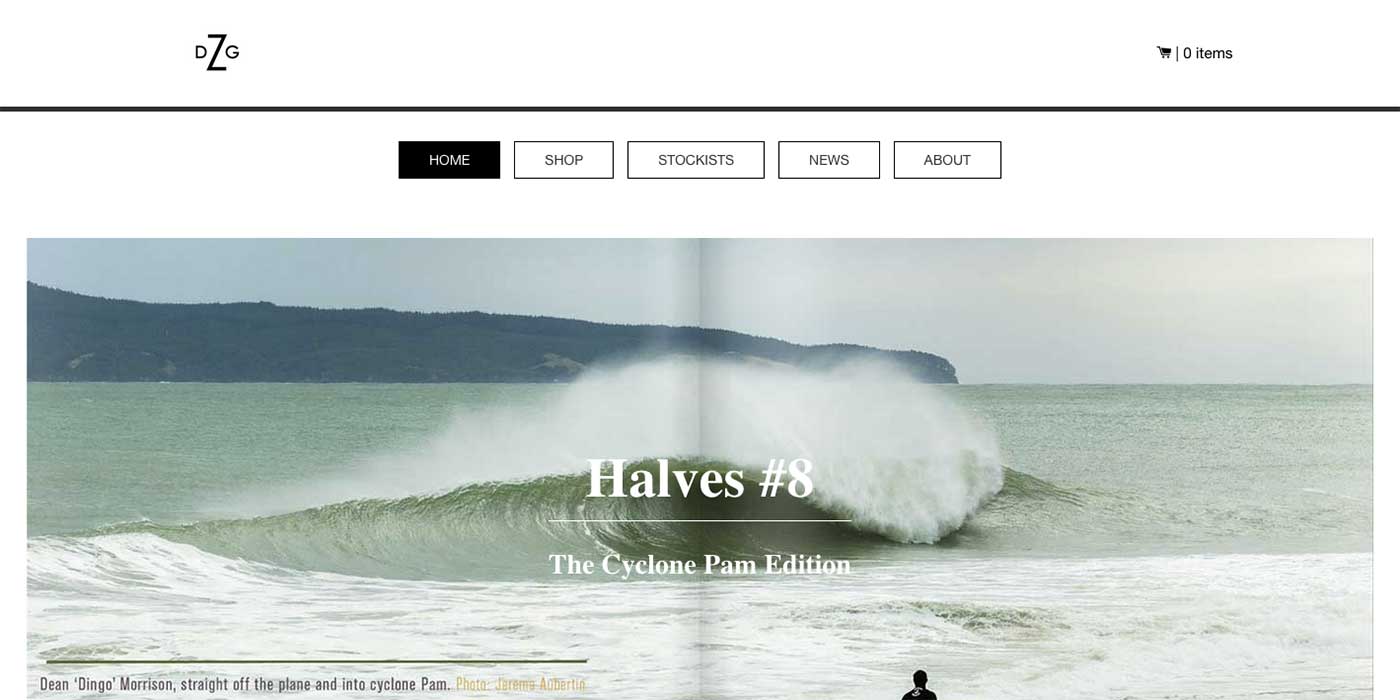 DZG
| 0 items
HOME SHOP STOCKISTS NEWS ABOUT
Halves #8
The Cyclone Pam Edition
Dean ‘Dingo’ Morrison, straight off the plane and into cyclone Pam. Photo: Jereme Aubertin